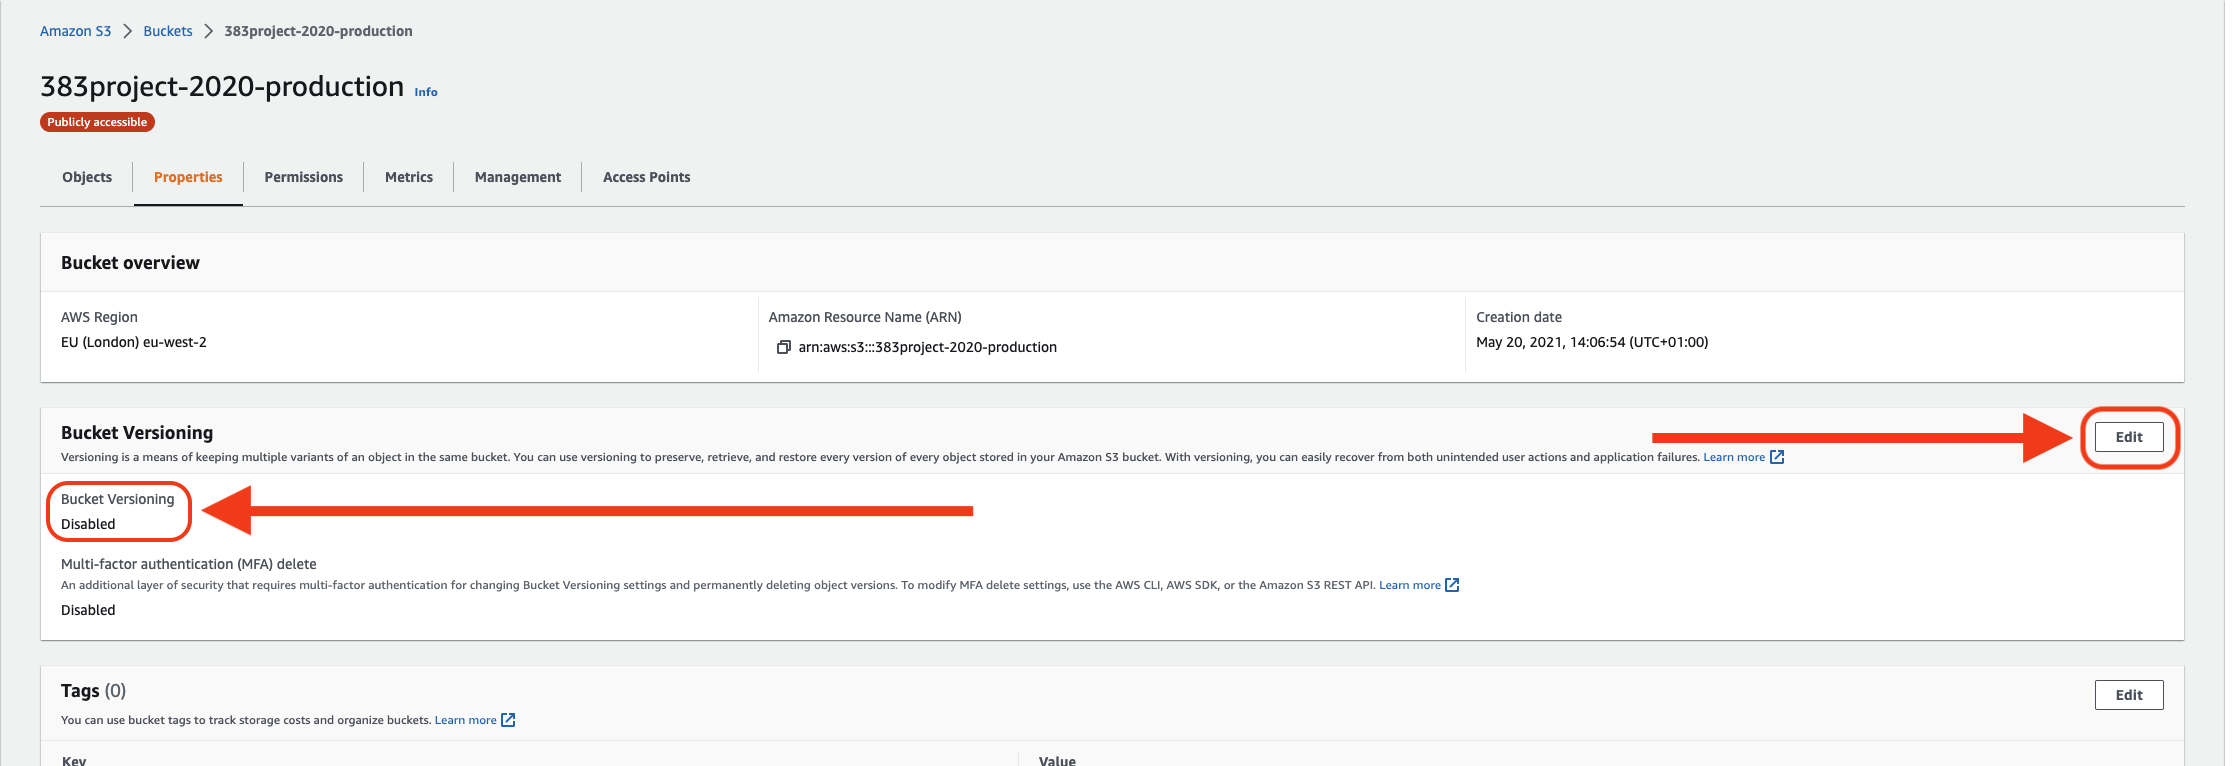 Amazon S3 > Buckets > 383project-2020-production
383project-2020-production Info
Publicly accessible
Objects Properties Permissions Metrics Management Access Points
Bucket overview
AWS Region
EU (London) eu-west-2
Amazon Resource Name (ARN)
arn:aws:s3:::383project-2020-production
Creation date
May 20, 2021, 14:06:54 (UTC+01:00)
Bucket Versioning
Edit
Versioning is a means of keeping multiple variants of an object in the same bucket. You can use versioning to preserve, retrieve, and restore every version of every object stored in your Amazon S3 bucket. With versioning, you can easily recover from both unintended user actions and application failures. Learn more
Bucket Versioning
Disabled
Multi-factor authentication (MFA) delete
An additional layer of security that requires multi-factor authentication for changing Bucket Versioning settings and permanently deleting object versions. To modify MFA delete settings, use the AWS CLI, AWS SDK, or the Amazon S3 REST API. Learn more
Disabled
Tags (0)
Edit
You can use bucket tags to track storage costs and organize buckets. Learn more
Key Value